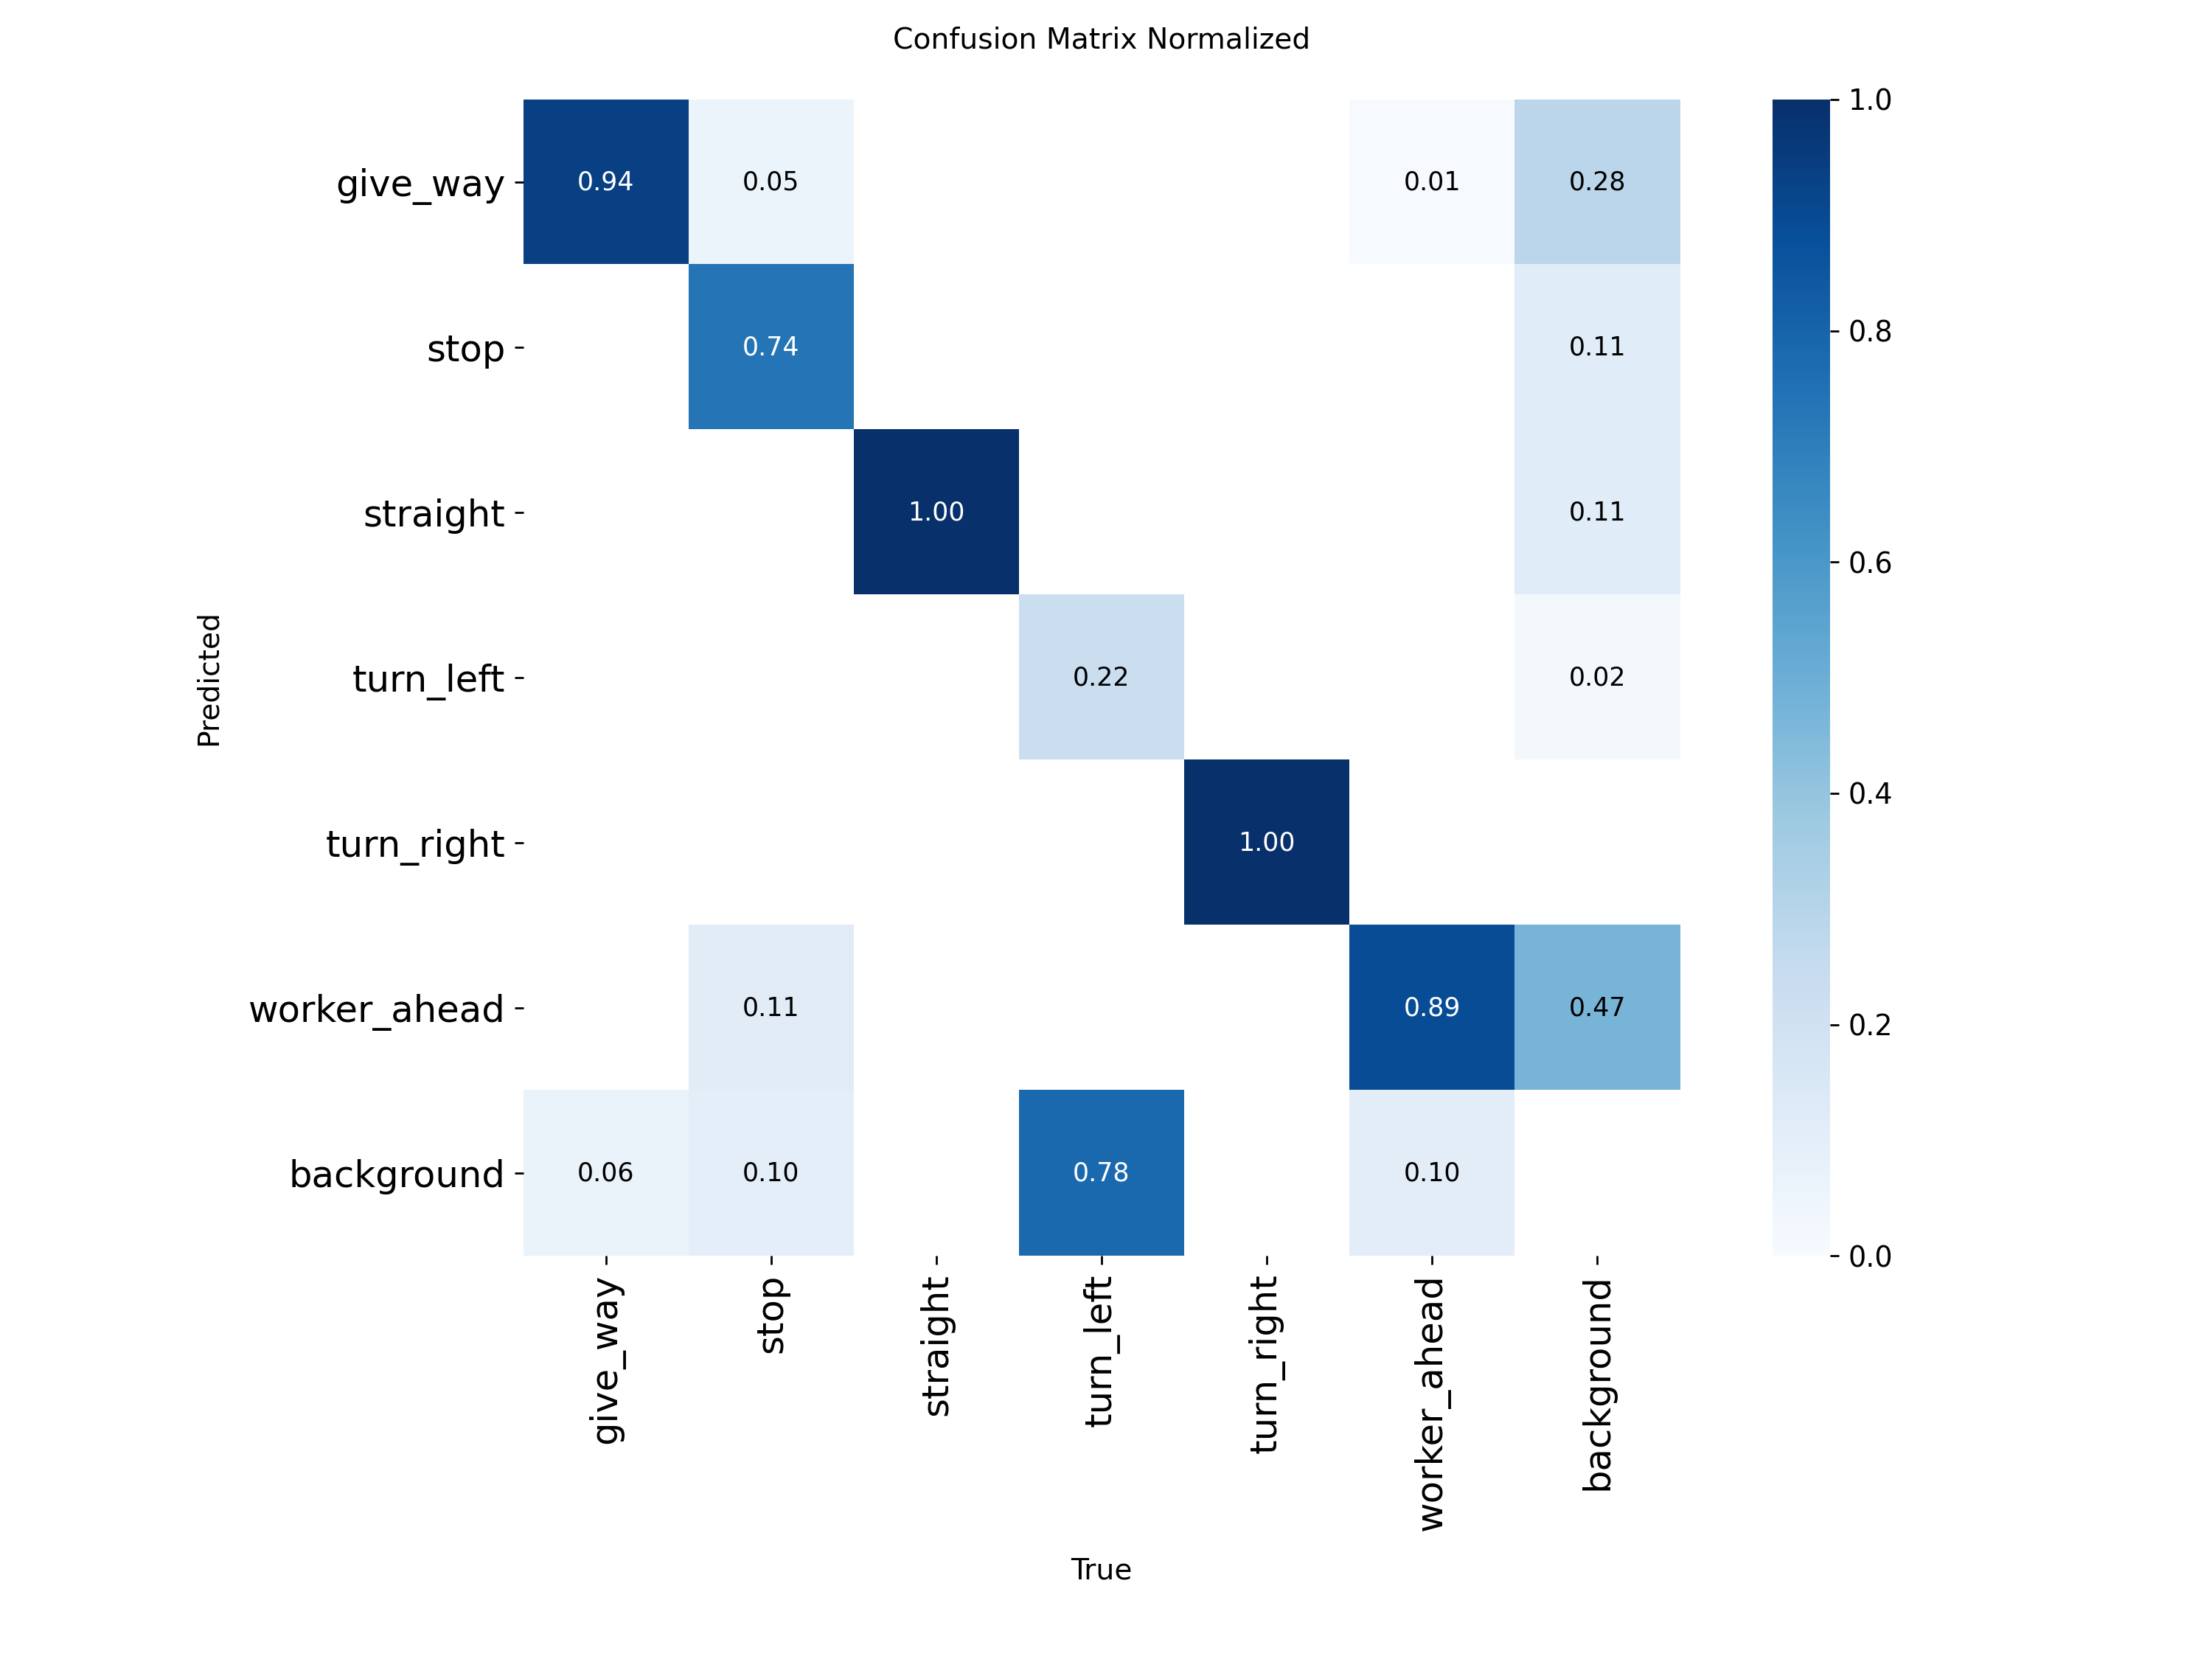 Confusion Matrix Normalized
give_way 0.94 0.05 0.01 0.28
stop 0.74 0.11
straight 1.00 0.11
turn_left 0.22 0.02
turn_right 1.00
worker_ahead 0.11 0.89 0.47
background 0.06 0.10 0.78 0.10
Predicted
give_way stop straight turn_left turn_right worker_ahead background
True
1.0
0.8
0.6
0.4
0.2
0.0